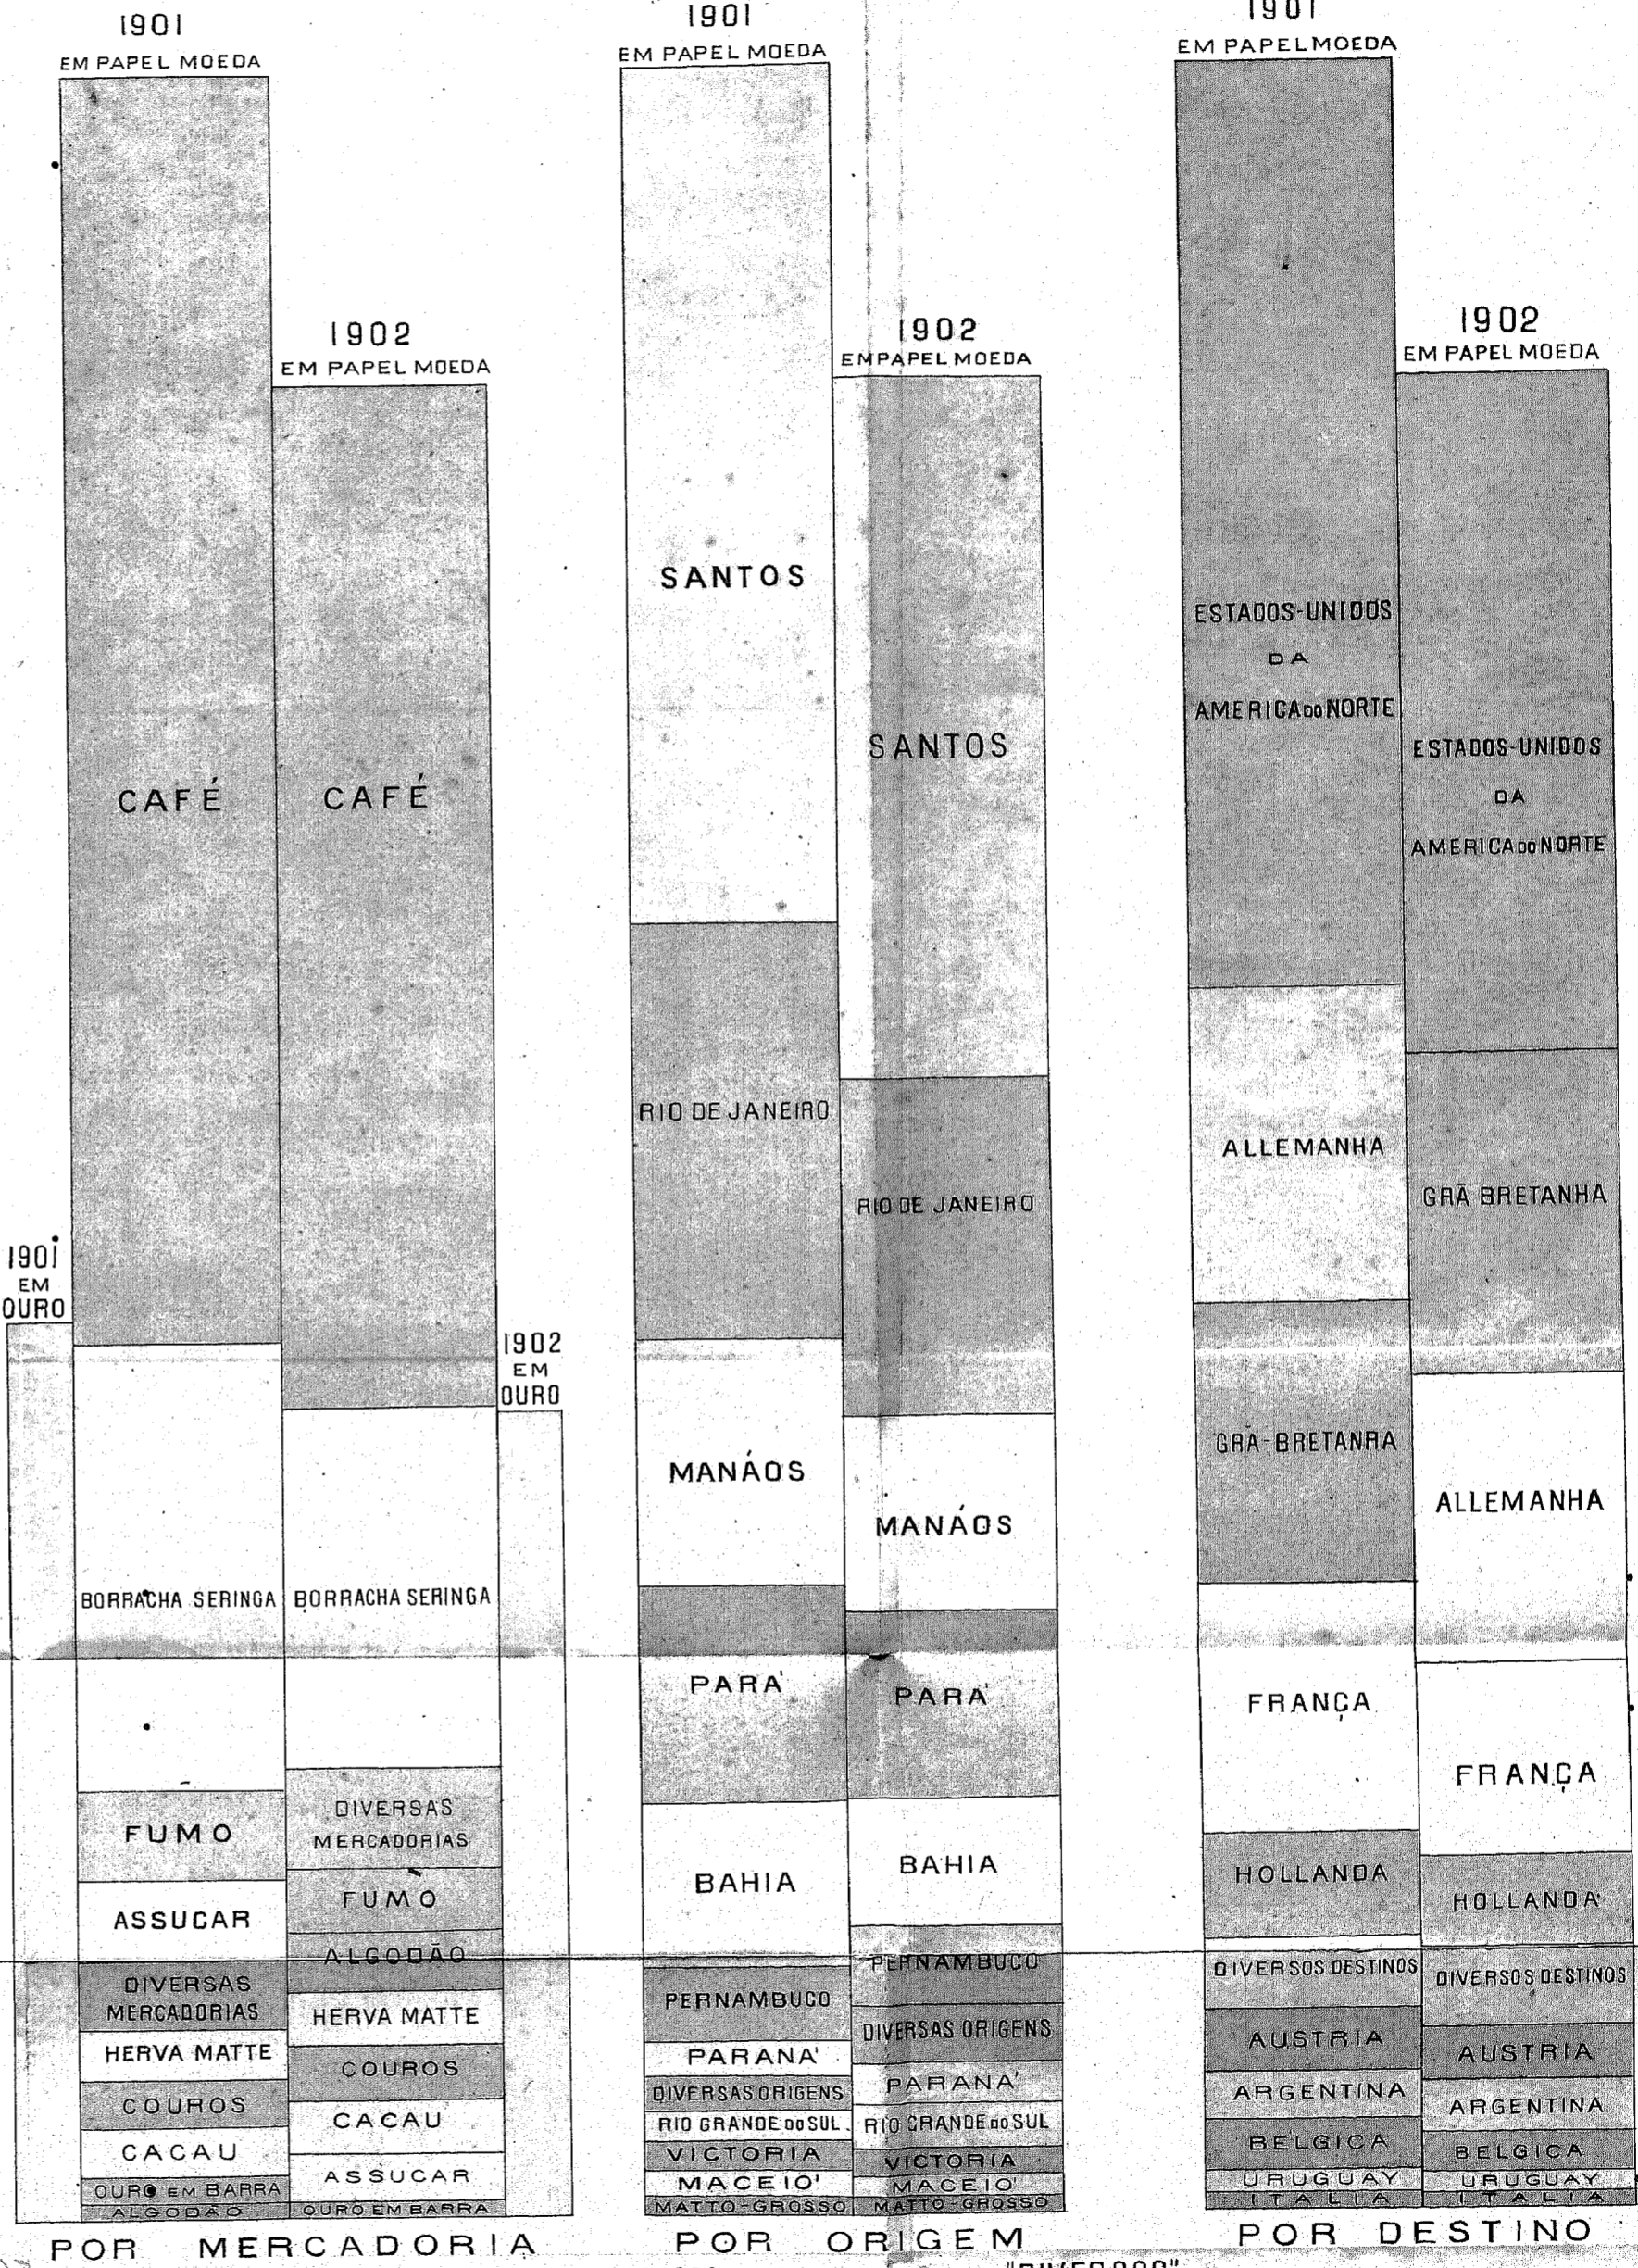 1901
EM PAPEL MOEDA
CAFÉ
BORRACHA SERINGA
FUMO
ASSUCAR
DIVERSAS
MERCADORIAS
HERVA MATTE
COUROS
CACAU
OURO EM BARRA
ALGODÃO
1901
EM
OURO
1902
EM PAPEL MOEDA
CAFÉ
BORRACHA SERINGA
DIVERSAS
MERCADORIAS
FUMO
ALGODÃO
HERVA MATTE
COUROS
CACAU
ASSUCAR
OURO EM BARRA
1902
EM
OURO
POR MERCADORIA
1901
EM PAPEL MOEDA
SANTOS
RIO DE JANEIRO
MANÁOS
PARÁ
BAHIA
PERNAMBUCO
PARANA'
DIVERSAS ORIGENS
RIO GRANDE DO SUL
VICTORIA
MACEIO'
MATTO-GROSSO
1902
EM PAPEL MOEDA
SANTOS
RIO DE JANEIRO
MANÁOS
PARÁ
BAHIA
PERNAMBUCO
DIVERSAS ORIGENS
PARANA'
RIO GRANDE DO SUL
VICTORIA
MACEIO'
MATTO-GROSSO
POR ORIGEM
1901
EM PAPEL MOEDA
ESTADOS-UNIDOS
DA
AMERICA DO NORTE
ALLEMANHA
GRÃ-BRETANHA
FRANÇA
HOLLANDA
DIVERSOS DESTINOS
AUSTRIA
ARGENTINA
BELGICA
URUGUAY
ITALIA
1902
EM PAPEL MOEDA
ESTADOS-UNIDOS
DA
AMERICA DO NORTE
GRÃ BRETANHA
ALLEMANHA
FRANÇA
HOLLANDA
DIVERSOS DESTINOS
AUSTRIA
ARGENTINA
BELGICA
URUGUAY
ITALIA
POR DESTINO